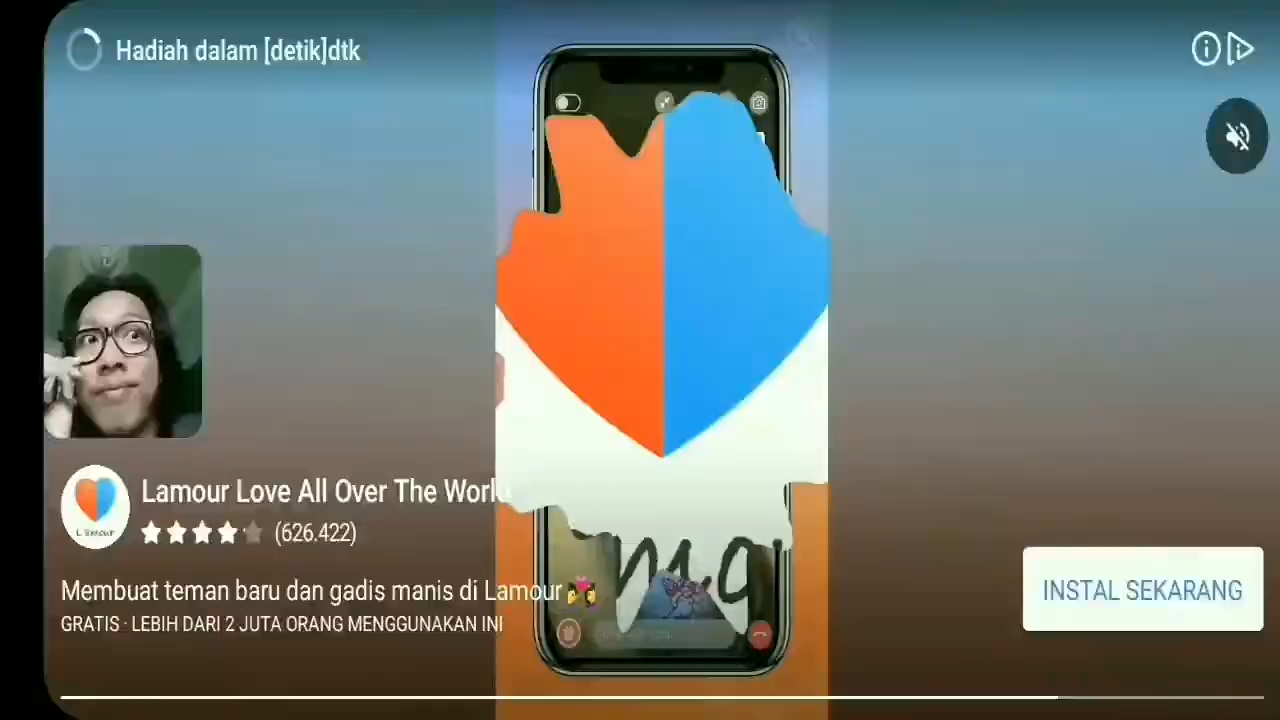 Hadiah dalam [detik]dtk
Lamour Love All Over The World
(626.422)
Membuat teman baru dan gadis manis di Lamour
GRATIS · LEBIH DARI 2 JUTA ORANG MENGGUNAKAN INI
INSTAL SEKARANG